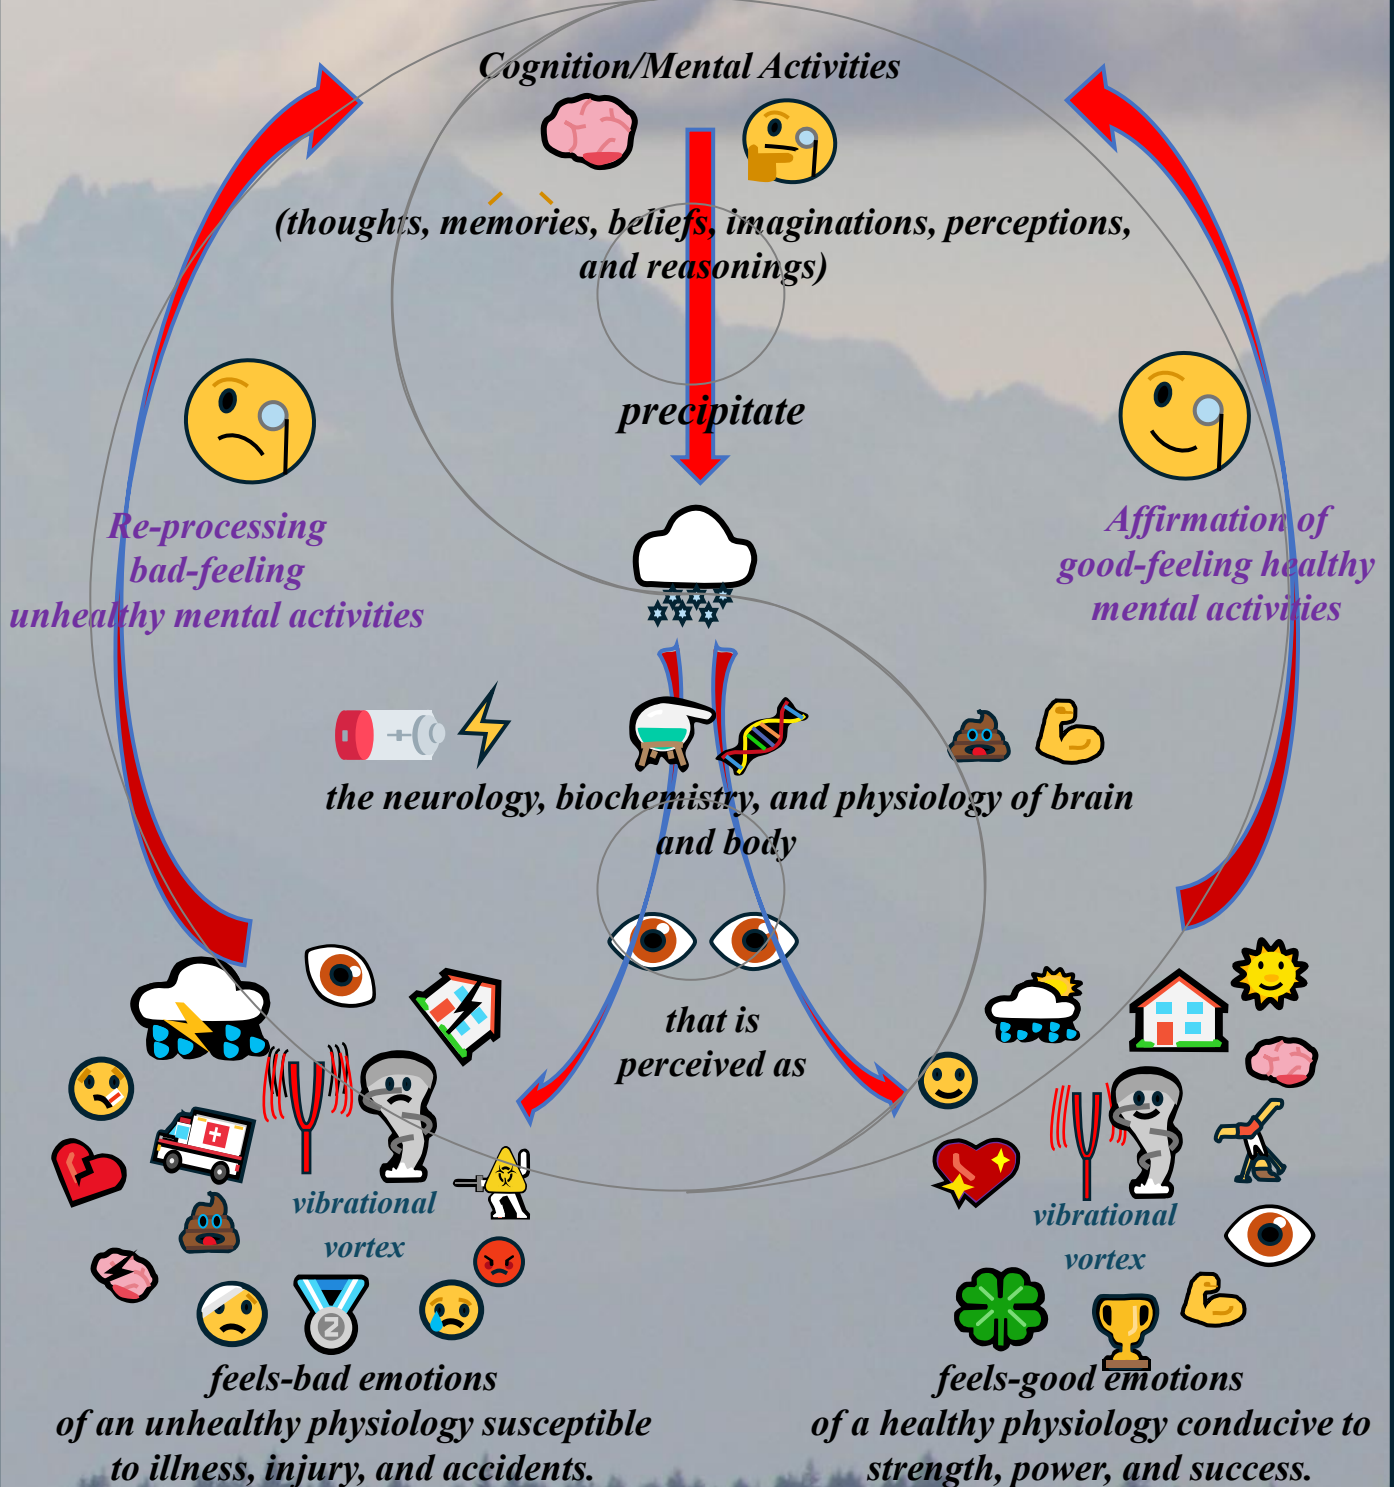 Cognition/Mental Activities
(thoughts, memories, beliefs, imaginations, perceptions,
and reasonings)
precipitate
Re-processing
bad-feeling
unhealthy mental activities
Affirmation of
good-feeling healthy
mental activities
the neurology, biochemistry, and physiology of brain
and body
that is
perceived as
vibrational
vortex
vibrational
vortex
2
feels-bad emotions
of an unhealthy physiology susceptible
to illness, injury, and accidents.
feels-good emotions
of a healthy physiology conducive to
strength, power, and success.